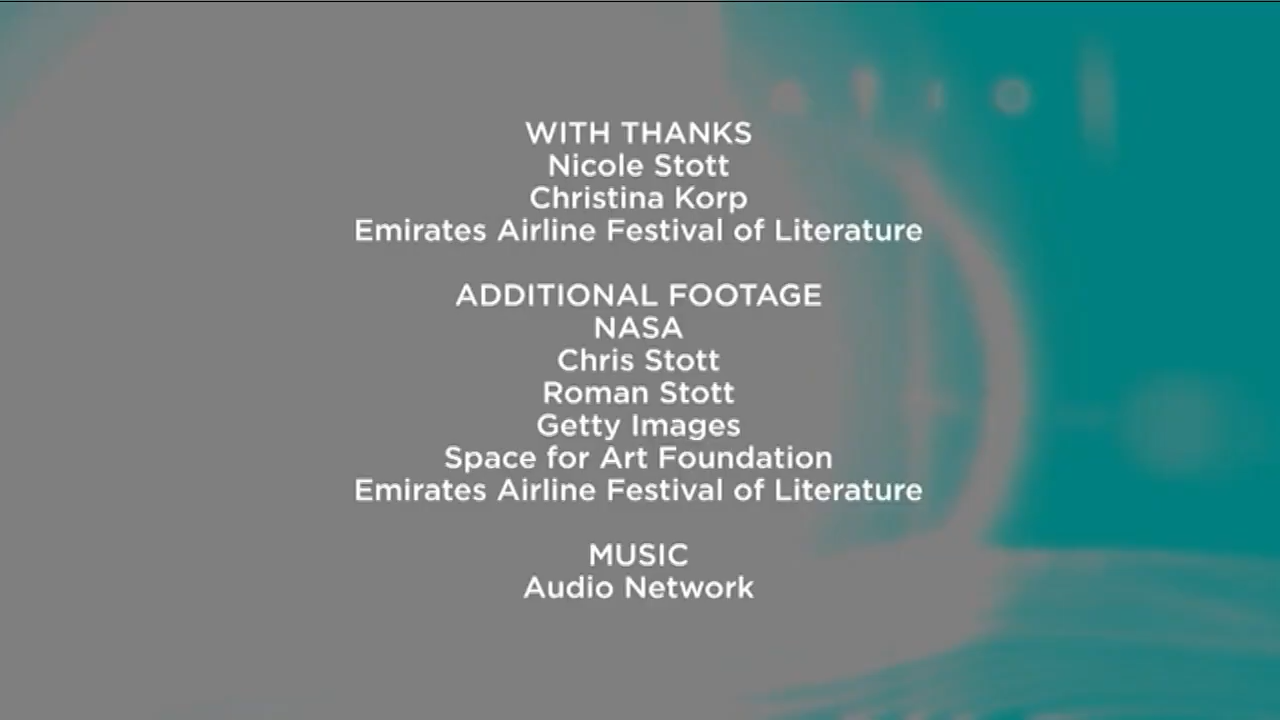 WITH THANKS
Nicole Stott
Christina Korp
Emirates Airline Festival of Literature
ADDITIONAL FOOTAGE
NASA
Chris Stott
Roman Stott
Getty Images
Space for Art Foundation
Emirates Airline Festival of Literature
MUSIC
Audio Network